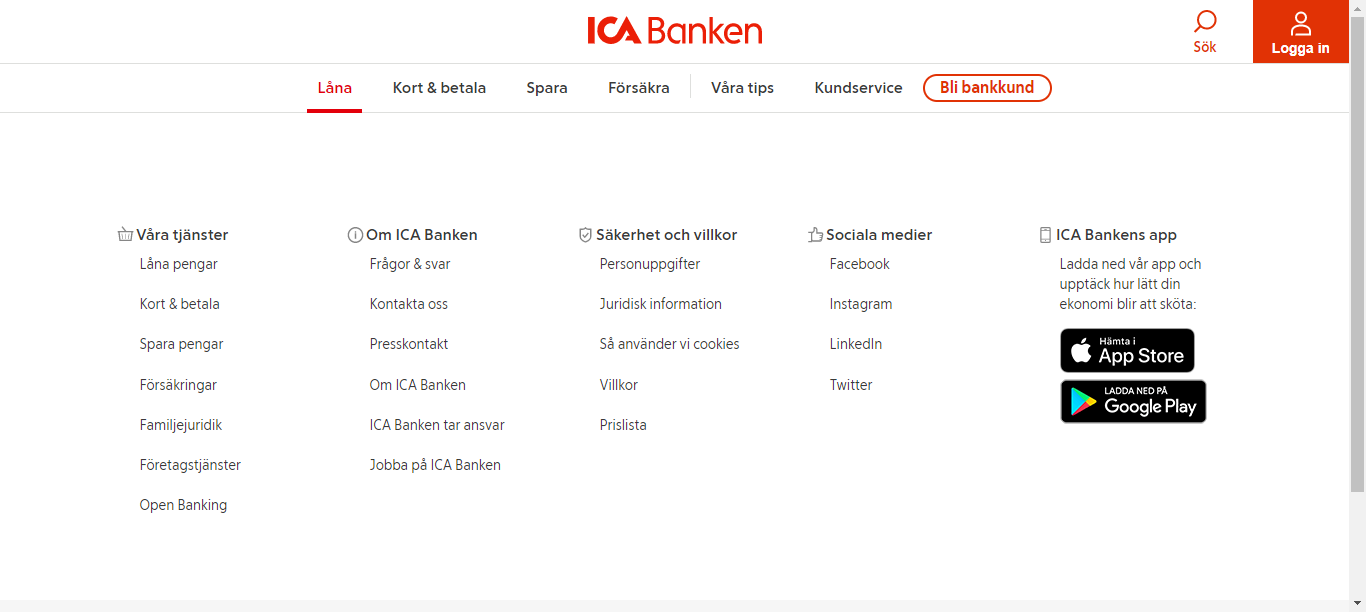 ICA Banken
Sök
Logga in
Låna
Kort & betala
Spara
Försäkra
Våra tips
Kundservice
Bli bankkund
Våra tjänster
Låna pengar
Kort & betala
Spara pengar
Försäkringar
Familjejuridik
Företagstjänster
Open Banking
Om ICA Banken
Frågor & svar
Kontakta oss
Presskontakt
Om ICA Banken
ICA Banken tar ansvar
Jobba på ICA Banken
Säkerhet och villkor
Personuppgifter
Juridisk information
Så använder vi cookies
Villkor
Prislista
Sociala medier
Facebook
Instagram
LinkedIn
Twitter
ICA Bankens app
Ladda ned vår app och
upptäck hur lätt din
ekonomi blir att sköta:
Hämta i
App Store
LADDA NED PÅ
Google Play